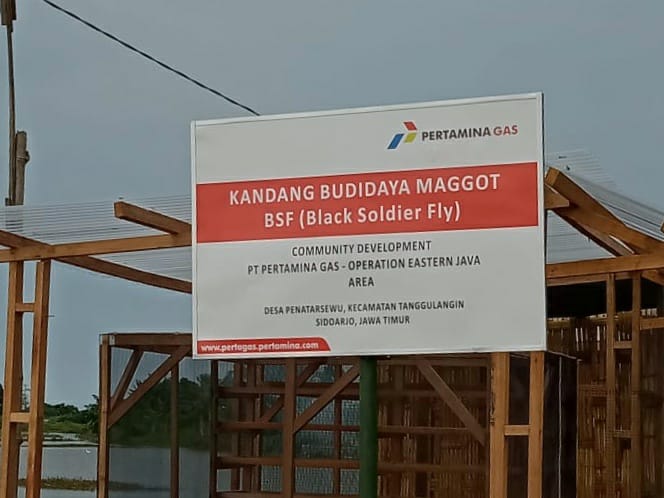 PERTAMINA GAS
KANDANG BUDIDAYA MAGGOT
BSF (Black Soldier Fly)
COMMUNITY DEVELOPMENT
PT PERTAMINA GAS - OPERATION EASTERN JAVA
AREA
DESA PENATARSEWU, KECAMATAN TANGGULANGIN
SIDOARJO, JAWA TIMUR
www.pertagas.pertamina.com